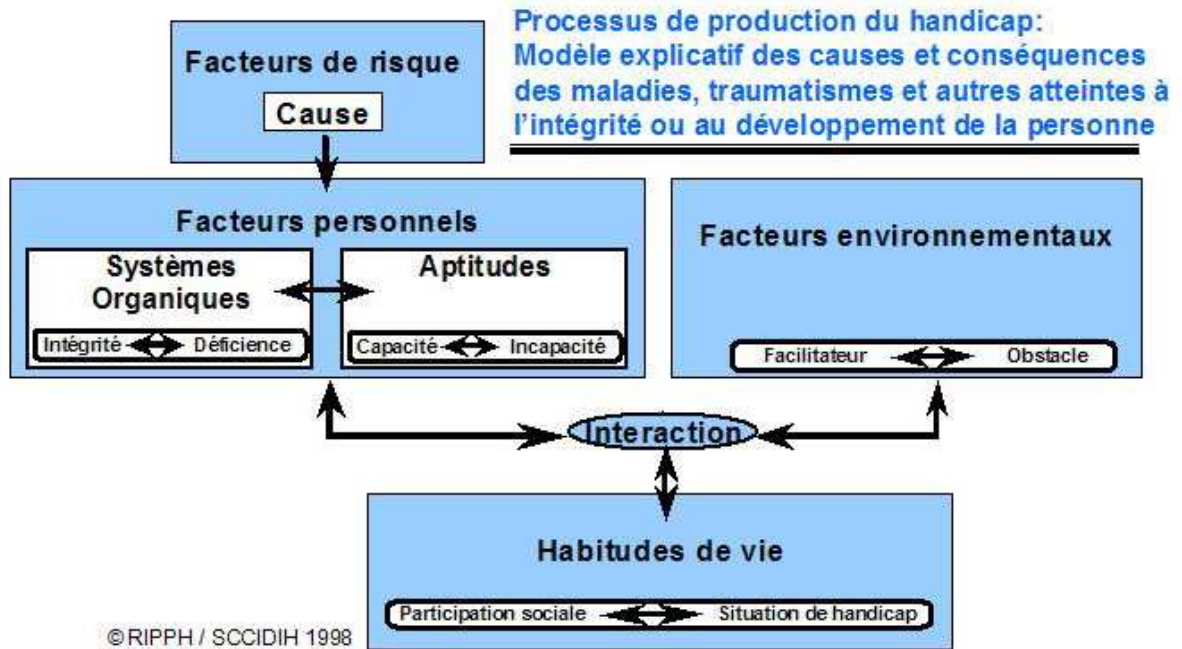 Processus de production du handicap:
Modèle explicatif des causes et conséquences
des maladies, traumatismes et autres atteintes à
l'intégrité ou au développement de la personne
Facteurs de risque
Cause
Facteurs personnels
Systèmes
Organiques
Intégrité
Déficience
Aptitudes
Capacité
Incapacité
Facteurs environnementaux
Facilitateur
Obstacle
Interaction
Habitudes de vie
Participation sociale
Situation de handicap
©RIPPH / SCCIDIH 1998